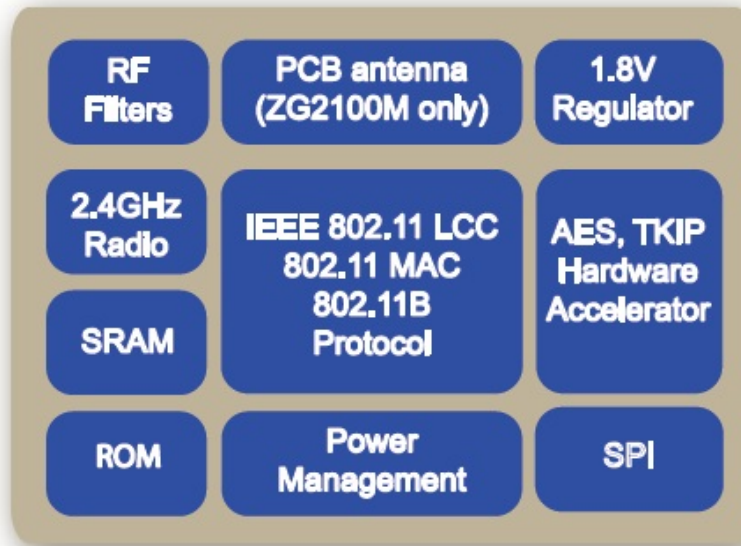 RF
Filters
PCB antenna
(ZG2100M only)
1.8V
Regulator
2.4GHz
Radio
IEEE 802.11 LCC
802.11 MAC
802.11B
Protocol
AES, TKIP
Hardware
Accelerator
SRAM
ROM
Power
Management
SPI